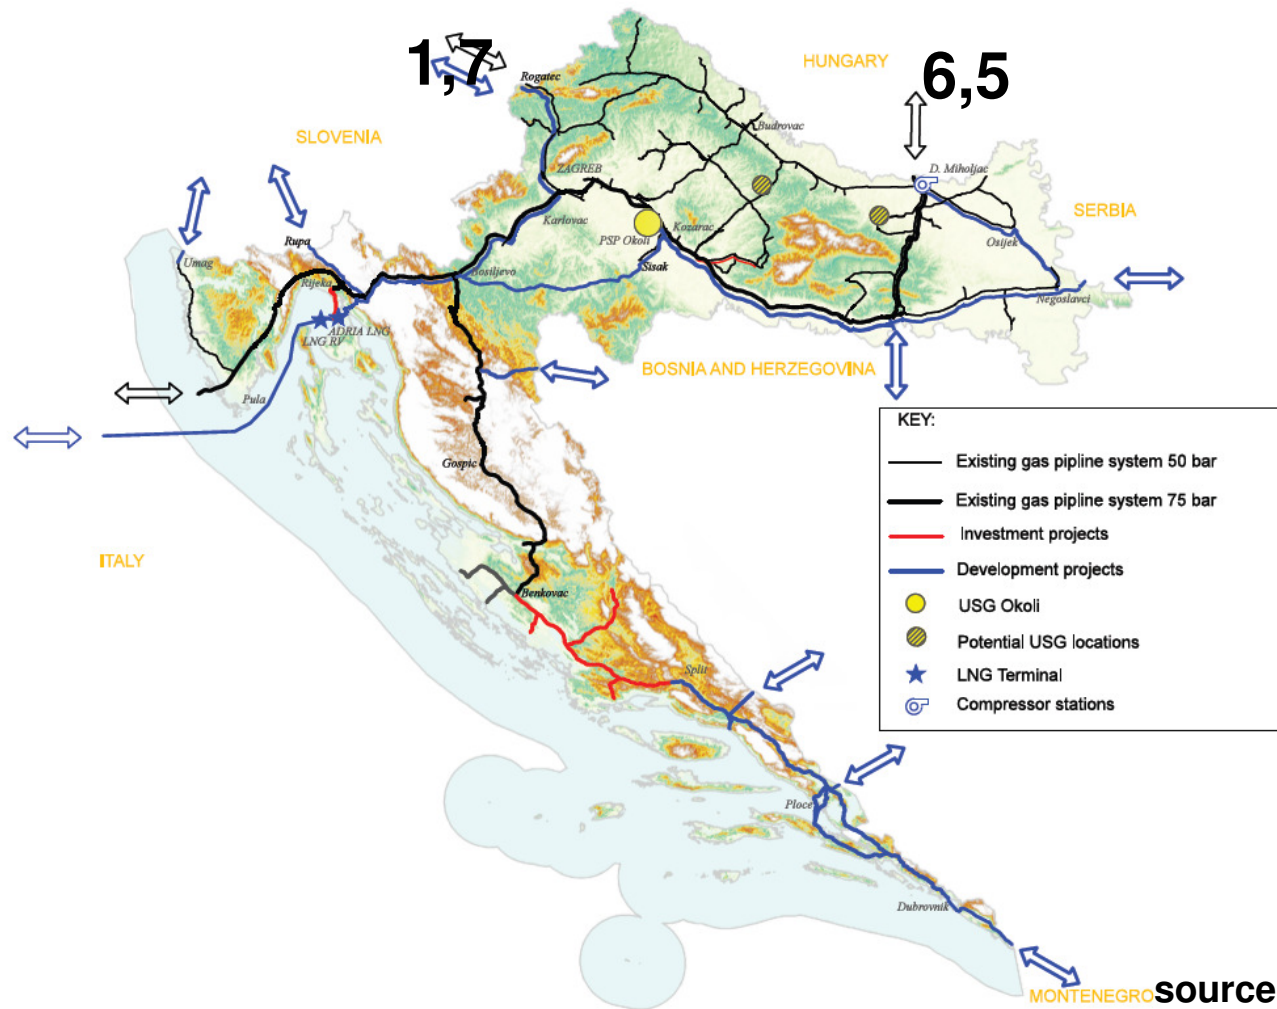 1,7
HUNGARY
6,5
Rogatec
SLOVENIA
Budrovac
ZAGREB
D. Miholjac
SERBIA
Karlovac
Kozarac
PSP Okoli
Osijek
Rupa
Umag
Rijeka
Bosiljevo
Sisak
Negoslavci
ADRIA LNG
LNG RV
BOSNIA AND HERZEGOVINA
Pula
KEY:
Existing gas pipline system 50 bar
Existing gas pipline system 75 bar
Investment projects
Development projects
USG Okoli
Potential USG locations
LNG Terminal
Compressor stations
Gospic
ITALY
Benkovac
Split
Ploce
Dubrovnik
MONTENEGRO
source